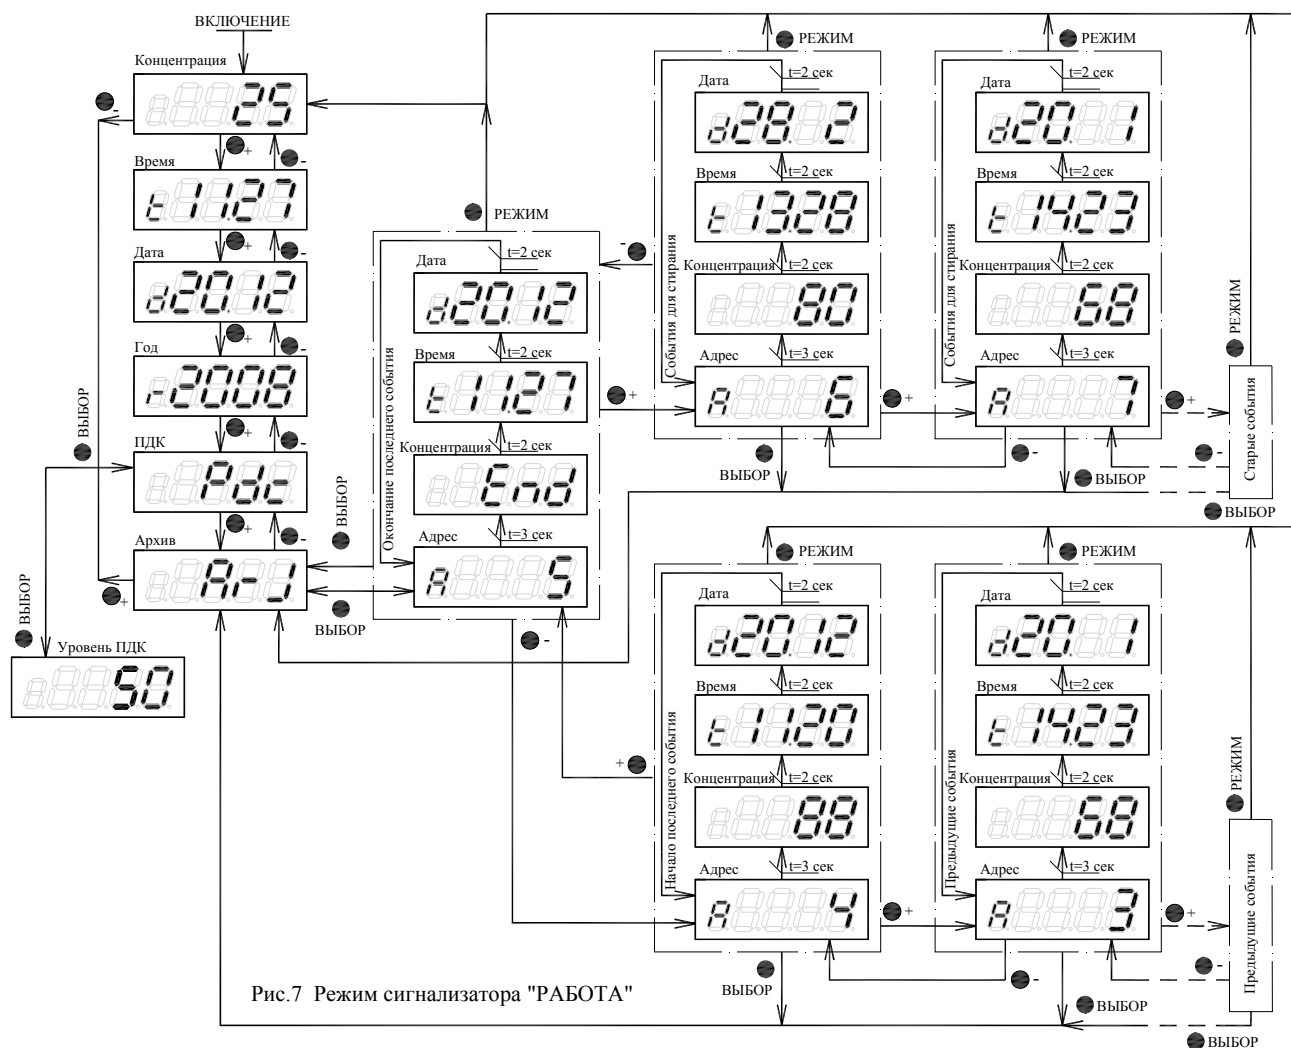 ВКЛЮЧЕНИЕ
Концентрация
25
-
+
-
Время
t 11.27
+
-
Дата
d20.12
+
-
Год
r2008
+
-
ПДК
Pdc
ВЫБОР
+
-
Архив
Ar-J
+
ВЫБОР
Уровень ПДК
50
ВЫБОР
ВЫБОР
РЕЖИМ
Окончание последнего события
t=2 сек
Дата
d20.12
t=2 сек
Время
t 11.27
t=2 сек
Концентрация
End
t=3 сек
Адрес
A 5
-
+
-
+
РЕЖИМ
События для стирания
t=2 сек
Дата
d28. 2
t=2 сек
Время
t 13.28
t=2 сек
Концентрация
80
t=3 сек
Адрес
A 6
ВЫБОР
+
-
РЕЖИМ
События для стирания
t=2 сек
Дата
d20. 1
t=2 сек
Время
t 14.23
t=2 сек
Концентрация
68
t=3 сек
Адрес
A 7
ВЫБОР
+
-
РЕЖИМ
Старые события
ВЫБОР
РЕЖИМ
Начало последнего события
t=2 сек
Дата
d20.12
t=2 сек
Время
t 11.20
t=2 сек
Концентрация
88
t=3 сек
Адрес
A 4
ВЫБОР
+
-
РЕЖИМ
Предыдущие события
t=2 сек
Дата
d20. 1
t=2 сек
Время
t 14.23
t=2 сек
Концентрация
68
t=3 сек
Адрес
A 3
ВЫБОР
+
-
РЕЖИМ
Предыдущие события
ВЫБОР
Рис.7 Режим сигнализатора "РАБОТА"